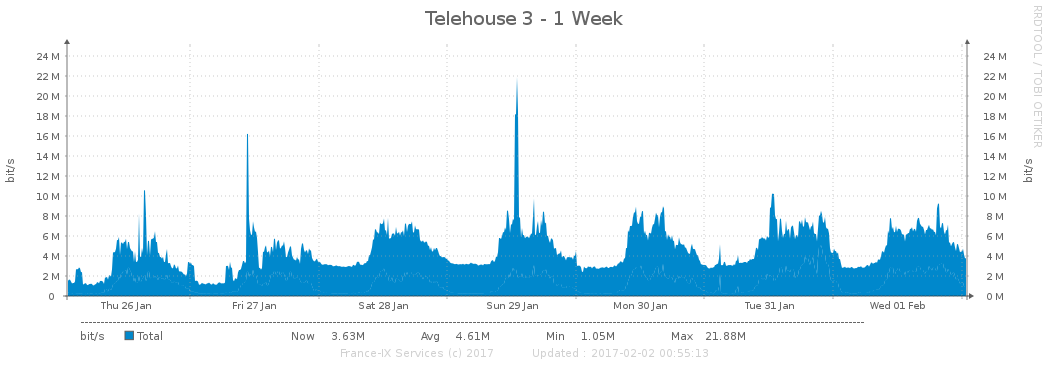 Telehouse 3 - 1 Week
RRDTOOL / TOBI OETIKER
bit/s
bit/s
24 M 24 M
22 M 22 M
20 M 20 M
18 M 18 M
16 M 16 M
14 M 14 M
12 M 12 M
10 M 10 M
8 M 8 M
6 M 6 M
4 M 4 M
2 M 2 M
0 0 M
Thu 26 Jan Fri 27 Jan Sat 28 Jan Sun 29 Jan Mon 30 Jan Tue 31 Jan Wed 01 Feb
bit/s Total Now 3.63M Avg 4.61M Min 1.05M Max 21.88M
France-IX Services (c) 2017 Updated : 2017-02-02 00:55:13